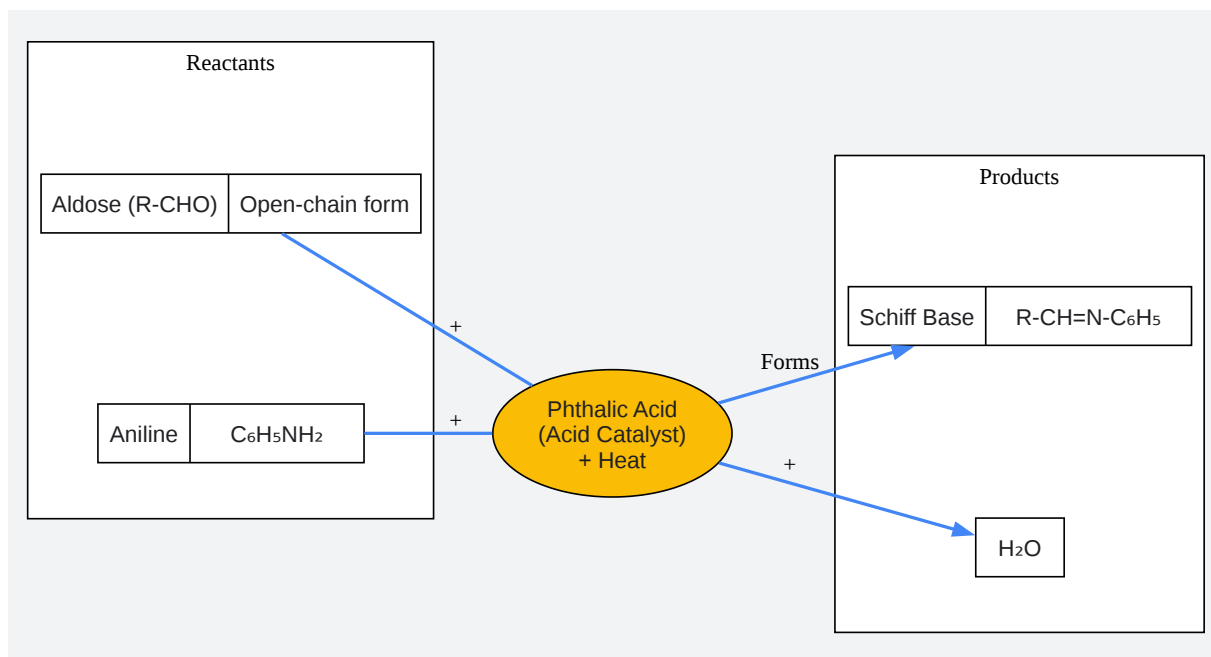 Reactants
Aldose (R-CHO) Open-chain form
+
Aniline C₆H₅NH₂
+
Phthalic Acid
(Acid Catalyst)
+ Heat
Products
Schiff Base R-CH=N-C₆H₅
Forms
+
H₂O